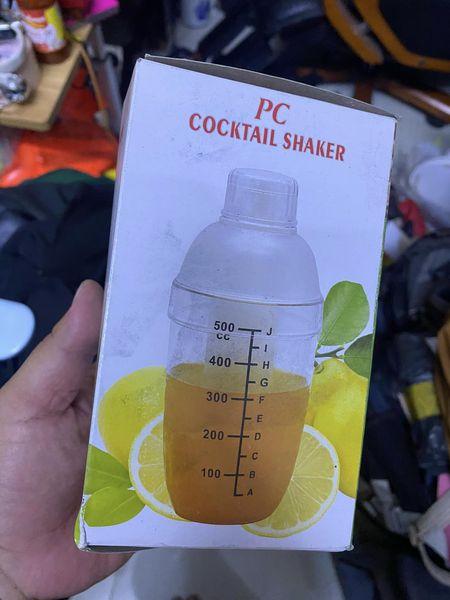 PC
COCKTAIL SHAKER
500 J
CC
I
400 H
G
300 F
E
200 D
C
100 B
A